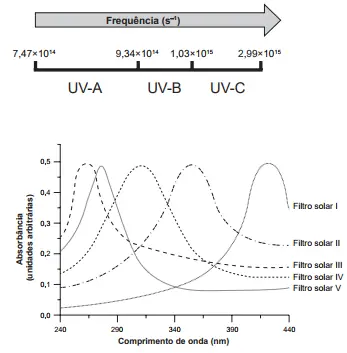 Frequência (s⁻¹)
7,47×10¹⁴ 9,34×10¹⁴ 1,03×10¹⁵ 2,99×10¹⁵
UV-A UV-B UV-C
Absorbância
(unidades arbitrárias)
0,5
0,4
0,3
0,2
0,1
0,0
Filtro solar I
Filtro solar II
Filtro solar III
Filtro solar IV
Filtro solar V
240 290 340 390 440
Comprimento de onda (nm)